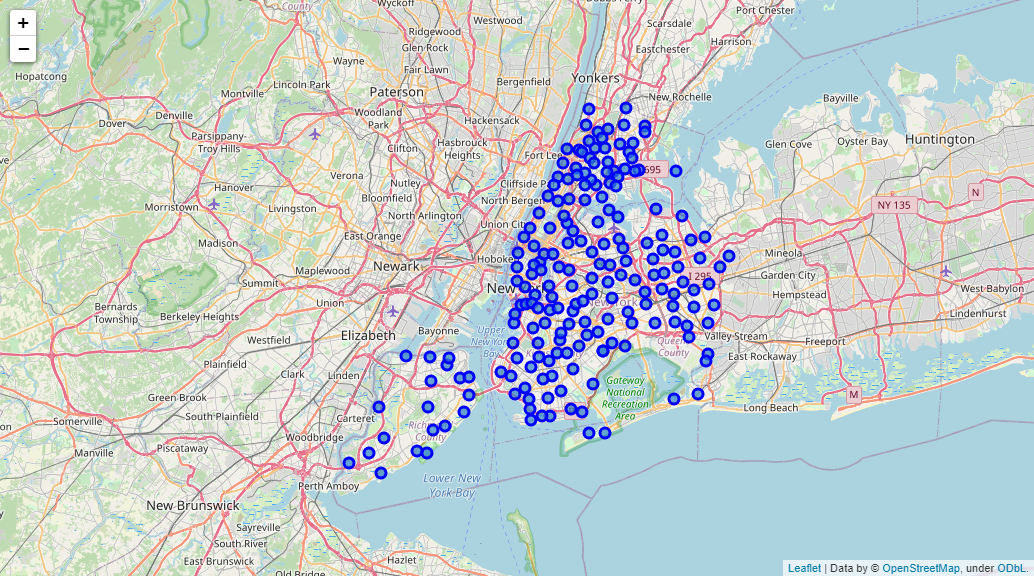 County
Wyckoff
Westwood
Scarsdale
Port Chester
+
−
Ridgewood
Glen Rock
Eastchester
Harrison
Hopatcong
Wayne
Fair Lawn
Bergenfield
Yonkers
Montville
Lincoln Park
Paterson
New Rochelle
Bayville
Dover
Denville
Woodland
Park
Hackensack
Parsippany-
Troy Hills
Clifton
Hasbrouck
Heights
Fort Lee
Glen Cove
Oyster Bay
Huntington
Verona
Nutley
Cliffside Park
695
Hanover
Bloomfield
North Bergen
N
Morristown
Livingston
North Arlington
NY 135
East Orange
Union City
Madison
Mineola
Maplewood
Newark
Hoboken
I 295
Garden City
West Babylon
Union
New York
Hempstead
Bernards
Township
Berkeley Heights
Lindenhurst
Elizabeth
Bayonne
Upper
New York
Bay
Westfield
Queens
County
Valley Stream
Freeport
Clark
Linden
East Rockaway
Green Brook
Gateway
National
Recreation
Area
M
South Plainfield
Carteret
Long Beach
Somerville
Richmond
County
Woodbridge
Piscataway
Manville
Perth Amboy
Lower New
York Bay
New Brunswick
Sayreville
South River
East Brunswick
Hazlet
Old Bridge
Leaflet | Data by © OpenStreetMap, under ODbL.